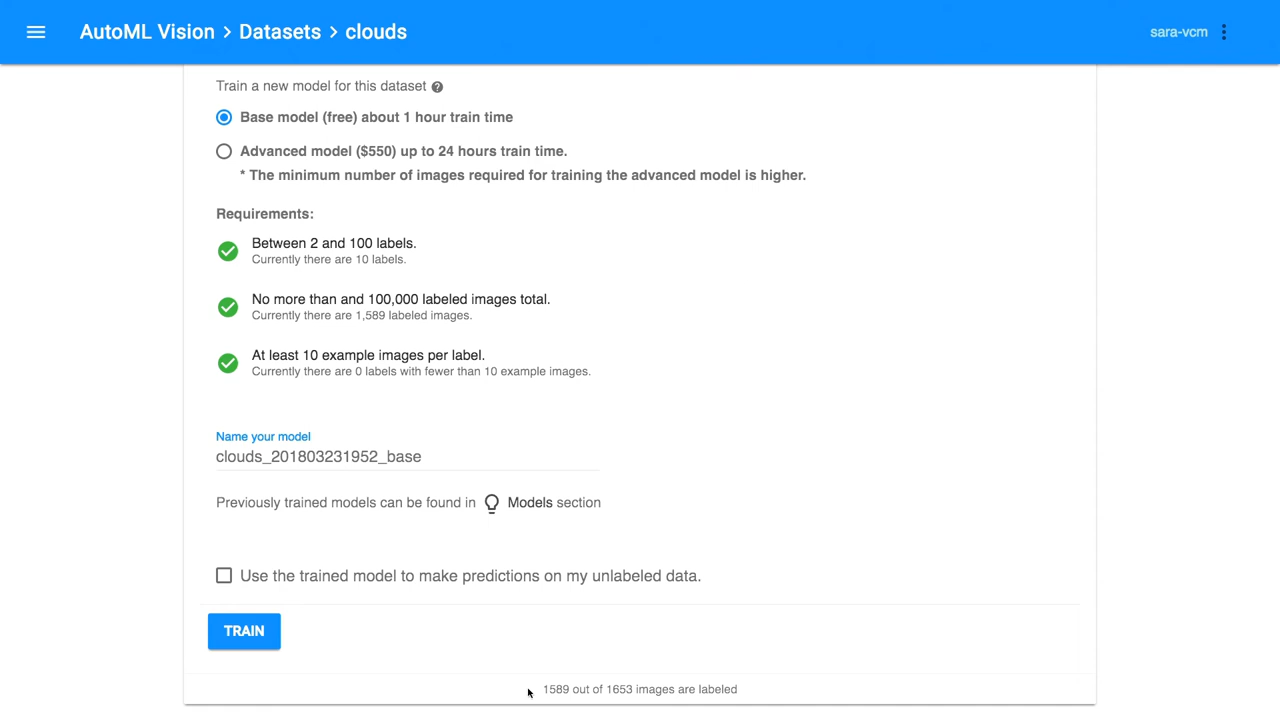 AutoML Vision > Datasets > clouds
sara-vcm
Train a new model for this dataset ?
Base model (free) about 1 hour train time
Advanced model ($550) up to 24 hours train time.
* The minimum number of images required for training the advanced model is higher.
Requirements:
Between 2 and 100 labels.
Currently there are 10 labels.
No more than and 100,000 labeled images total.
Currently there are 1,589 labeled images.
At least 10 example images per label.
Currently there are 0 labels with fewer than 10 example images.
Name your model
clouds_201803231952_base
Previously trained models can be found in Models section
Use the trained model to make predictions on my unlabeled data.
TRAIN
1589 out of 1653 images are labeled